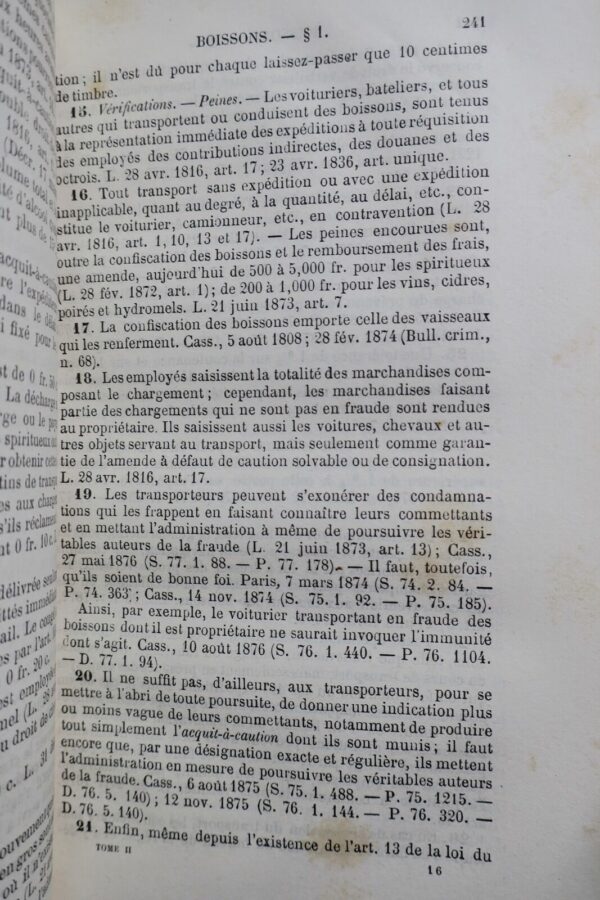 BOISSONS. — § I. 241
tion; il n'est dû pour chaque laissez-passer que 10 centimes
de timbre.
15. Vérifications. — Peines. — Les voituriers, bateliers, et tous
autres qui transportent ou conduisent des boissons, sont tenus
à la représentation immédiate des expéditions à toute réquisition
des employés des contributions indirectes, des douanes et des
octrois. L. 28 avr. 1816, art. 17; 23 avr. 1836, art. unique.
16. Tout transport sans expédition ou avec une expédition
inapplicable, quant au degré, à la quantité, au délai, etc., con-
stitue le voiturier, camionneur, etc., en contravention (L. 28
avr. 1816, art. 1, 10, 13 et 17). — Les peines encourues sont,
outre la confiscation des boissons et le remboursement des frais,
une amende, aujourd'hui de 500 à 5,000 fr. pour les spiritueux
(L. 28 fév. 1872, art. 1); de 200 à 1,000 fr. pour les vins, cidres,
poirés et hydromels. L. 21 juin 1873, art. 7.
17. La confiscation des boissons emporte celle des vaisseaux
qui les renferment. Cass., 5 août 1808; 28 fév. 1874 (Bull. crim.,
n. 68).
18. Les employés saisissent la totalité des marchandises com-
posant le chargement; cependant, les marchandises faisant
partie des chargements qui ne sont pas en fraude sont rendues
au propriétaire. Ils saisissent aussi les voitures, chevaux et au-
tres objets servant au transport, mais seulement comme garan-
tie de l'amende à défaut de caution solvable ou de consignation.
L. 28 avr. 1816, art. 17.
19. Les transporteurs peuvent s'exonérer des condamna-
tions qui les frappent en faisant connaître leurs commettants
et en mettant l'administration à même de poursuivre les véri-
tables auteurs de la fraude (L. 21 juin 1873, art. 13); Cass.,
27 mai 1876 (S. 77. 1. 88. — P. 77. 178). — Il faut, toutefois,
qu'ils soient de bonne foi. Paris, 7 mars 1874 (S. 74. 2. 84. —
P. 74. 363); Cass., 14 nov. 1874 (S. 75. 1. 92. — P. 75. 185).
Ainsi, par exemple, le voiturier transportant en fraude des
boissons dont il est propriétaire ne saurait invoquer l'immunité
dont s'agit. Cass., 10 août 1876 (S. 76. 1. 440. — P. 76. 1104.
— D. 77. 1. 94).
20. Il ne suffit pas, d'ailleurs, aux transporteurs, pour se
mettre à l'abri de toute poursuite, de donner une indication plus
ou moins vague de leurs commettants, notamment de produire
tout simplement l'acquit-à-caution dont ils sont munis; il faut
encore que, par une désignation exacte et régulière, ils mettent
l'administration en mesure de poursuivre les véritables auteurs
de la fraude. Cass., 6 août 1875 (S. 75. 1. 488. — P. 75. 1215. —
D. 76. 5. 140); 12 nov. 1875 (S. 76. 1. 144. — P. 76. 320. —
D. 76. 5. 140).
21. Enfin, même depuis l'existence de l'art. 13 de la loi du
TOME II 16